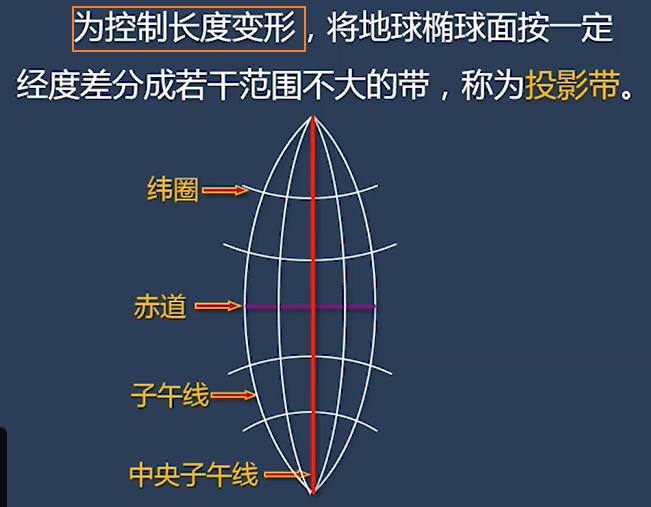 为控制长度变形，将地球椭球面按一定
经度差分成若干范围不大的带，称为投影带。
纬圈
赤道
子午线
中央子午线